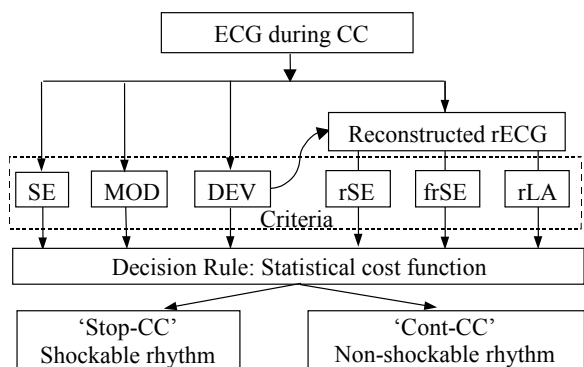 ECG during CC
Reconstructed rECG
SE MOD DEV rSE frSE rLA
Criteria
Decision Rule: Statistical cost function
‘Stop-CC’
Shockable rhythm
‘Cont-CC’
Non-shockable rhythm